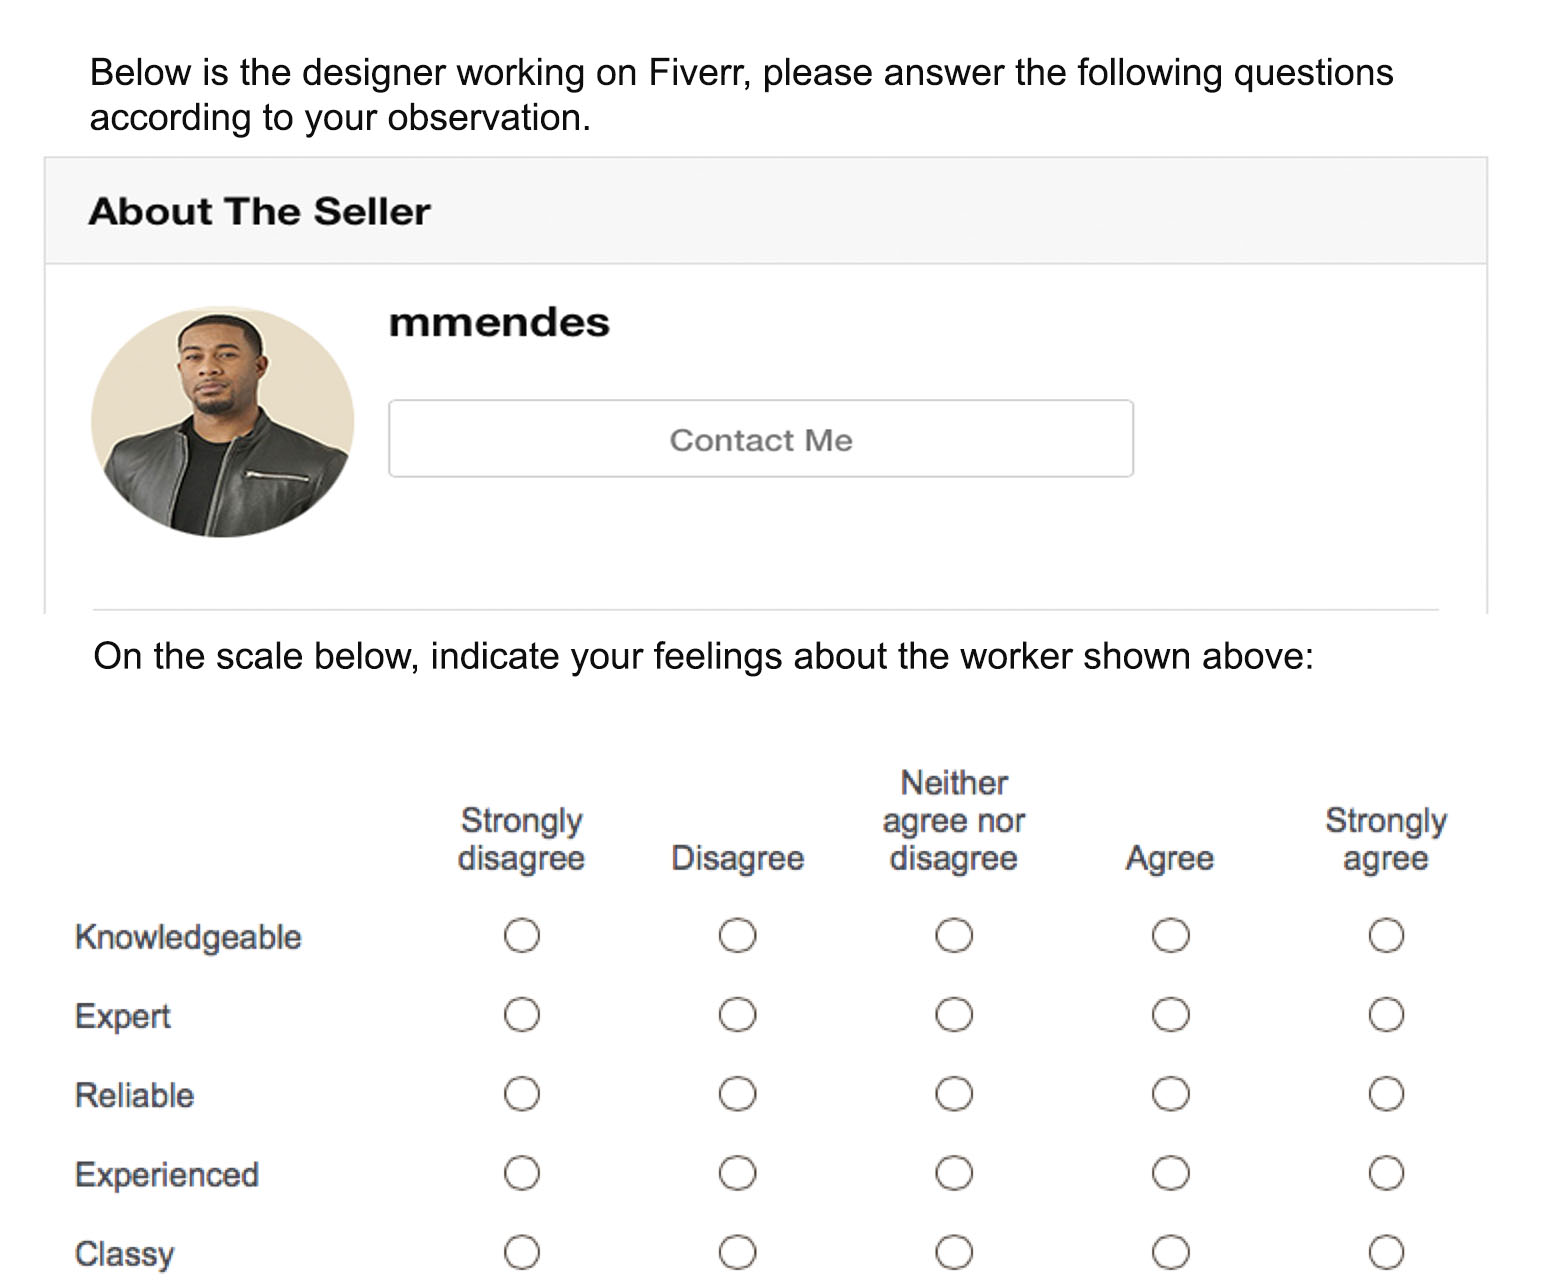 Below is the designer working on Fiverr, please answer the following questions
according to your observation.
About The Seller
mmendes
Contact Me
On the scale below, indicate your feelings about the worker shown above:
Strongly disagree
Disagree
Neither agree nor disagree
Agree
Strongly agree
Knowledgeable
Expert
Reliable
Experienced
Classy